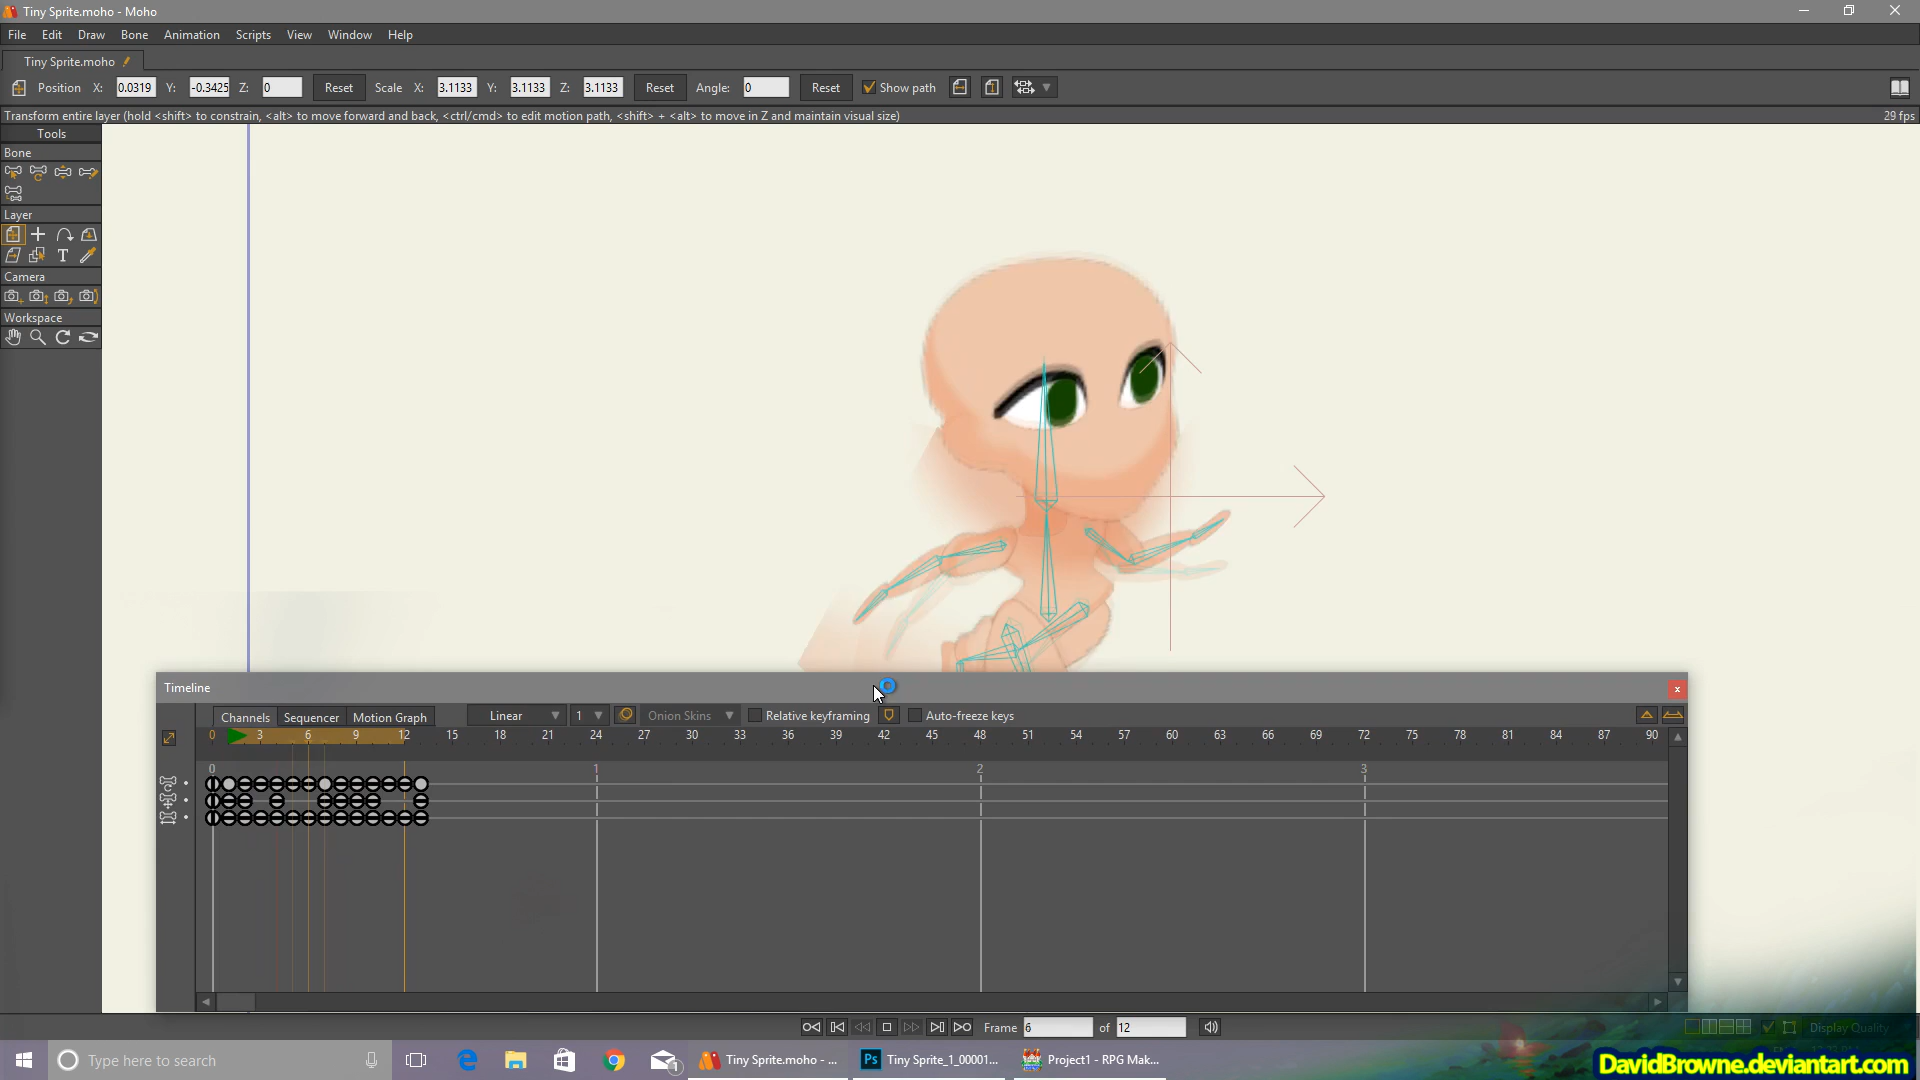 Tiny Sprite.moho - Moho
File Edit Draw Bone Animation Scripts View Window Help
Tiny Sprite.moho
Position X: 0.0319 Y: -0.3425 Z: 0 Reset Scale X: 3.1133 Y: 3.1133 Z: 3.1133 Reset Angle: 0 Reset Show path
Transform entire layer (hold <shift> to constrain, <alt> to move forward and back, <ctrl/cmd> to edit motion path, <shift> + <alt> to move in Z and maintain visual size) 29 fps
Tools
Bone
Layer
T
Camera
Workspace
Timeline x
Channels Sequencer Motion Graph Linear 1 Onion Skins Relative keyframing Auto-freeze keys
0 3 6 9 12 15 18 21 24 27 30 33 36 39 42 45 48 51 54 57 60 63 66 69 72 75 78 81 84 87 90
0 1 2 3
Frame 6 of 12 Display Quality
Type here to search 1 Tiny Sprite.moho - ... Ps Tiny Sprite_1_00001... Project1 - RPG Mak...
DavidBrowne.deviantart.com